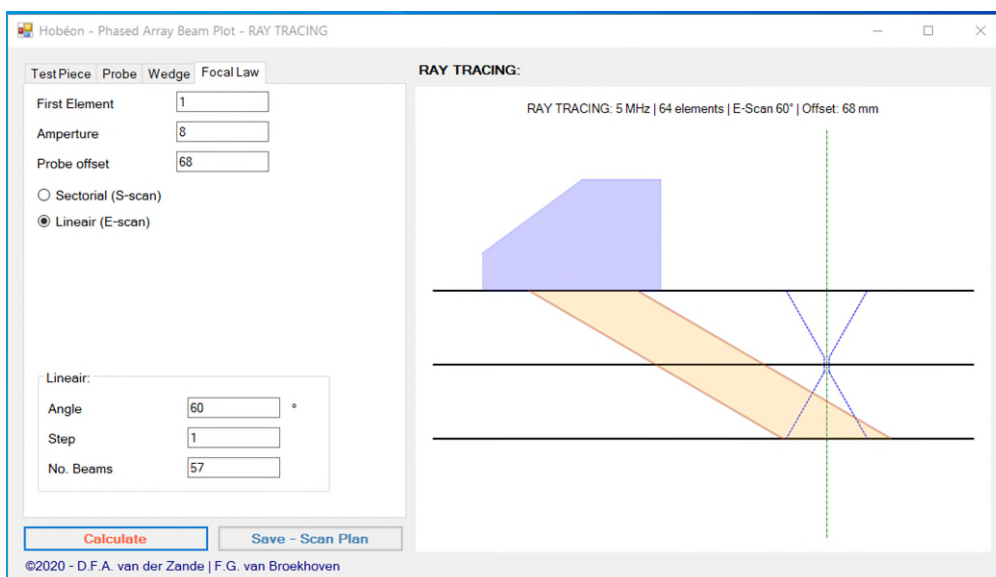 Hobéon - Phased Array Beam Plot - RAY TRACING
Test Piece Probe Wedge Focal Law
First Element 1
Amperture 8
Probe offset 68
Sectorial (S-scan)
Lineair (E-scan)
Lineair:
Angle 60 °
Step 1
No. Beams 57
Calculate Save - Scan Plan
©2020 - D.F.A. van der Zande | F.G. van Broekhoven
RAY TRACING:
RAY TRACING: 5 MHz | 64 elements | E-Scan 60° | Offset: 68 mm